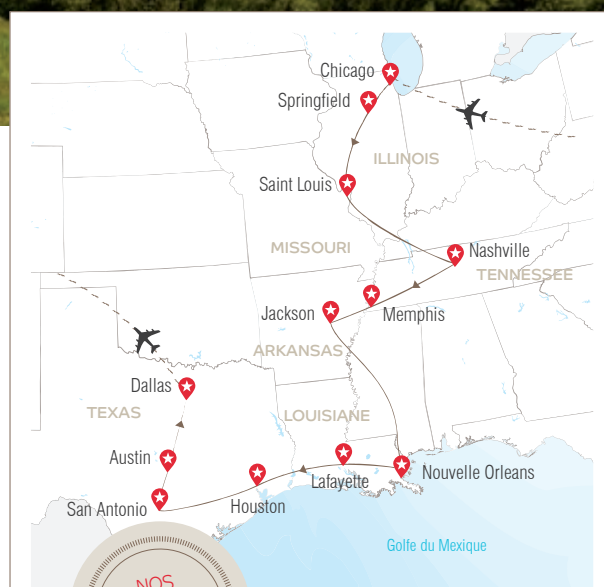 Chicago
Springfield
ILLINOIS
Saint Louis
MISSOURI
Nashville
TENNESSEE
Jackson
Memphis
ARKANSAS
Dallas
TEXAS
LOUISIANE
Austin
Lafayette
Nouvelle Orleans
San Antonio
Houston
Golfe du Mexique
NOS